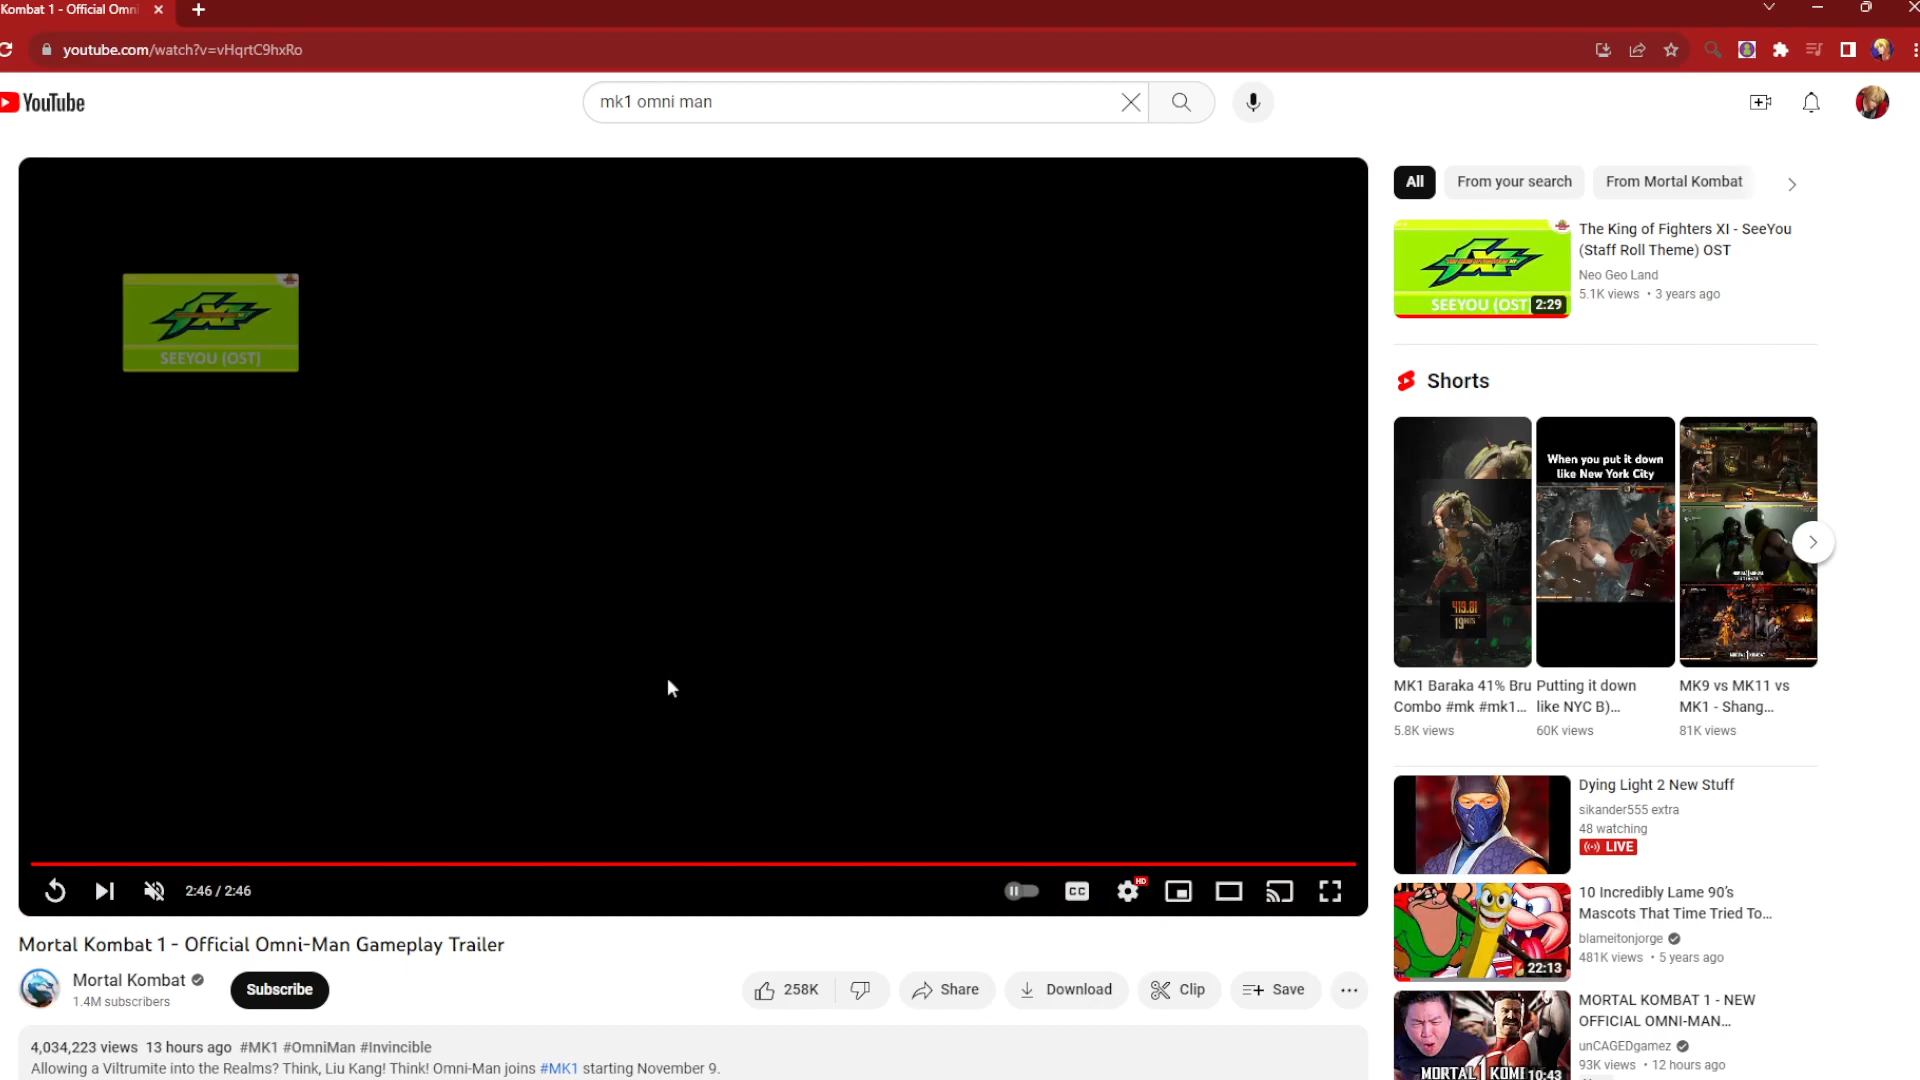 Kombat 1 - Official Omni
youtube.com/watch?v=vHqrtC9hxRo
YouTube
mk1 omni man
SEEYOU (OST)
2:46 / 2:46
CC
HD
Mortal Kombat 1 - Official Omni-Man Gameplay Trailer
Mortal Kombat
1.4M subscribers
Subscribe
258K
Share
Download
Clip
Save
4,034,223 views 13 hours ago #MK1 #OmniMan #Invincible
Allowing a Viltrumite into the Realms? Think, Liu Kang! Think! Omni-Man joins #MK1 starting November 9.
All
From your search
From Mortal Kombat
SEEYOU (OST
2:29
The King of Fighters XI - SeeYou
(Staff Roll Theme) OST
Neo Geo Land
5.1K views • 3 years ago
Shorts
When you put it down
like New York City
419.81
19
MK1 Baraka 41% Bru
Combo #mk #mk1...
5.8K views
Putting it down
like NYC B)...
60K views
MK9 vs MK11 vs
MK1 - Shang...
81K views
Dying Light 2 New Stuff
sikander555 extra
48 watching
LIVE
22:13
10 Incredibly Lame 90's
Mascots That Time Tried To...
blameitonjorge
481K views • 5 years ago
MORTAL KOMB
10:43
MORTAL KOMBAT 1 - NEW
OFFICIAL OMNI-MAN...
unCAGEDgamez
93K views • 12 hours ago